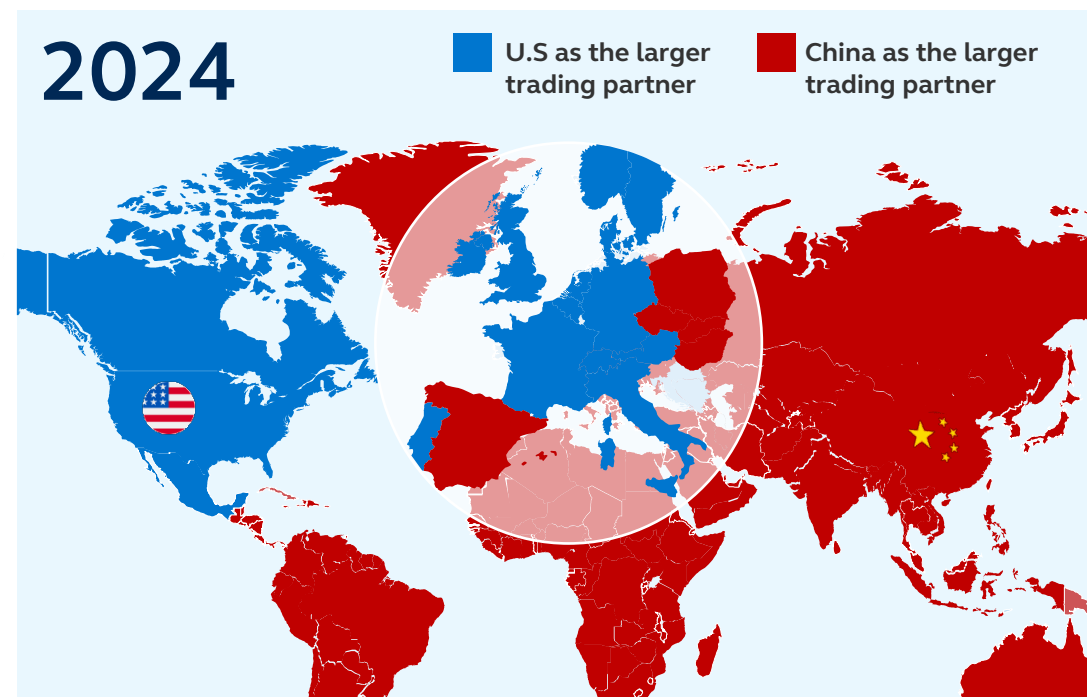 2024
U.S as the larger
trading partner
China as the larger
trading partner